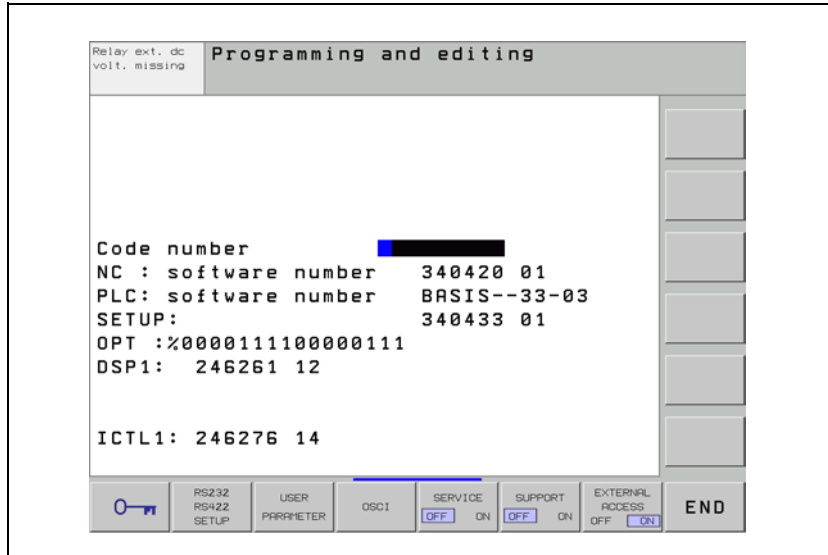 Relay ext. dc
volt. missing
Programming and editing
Code number
NC : software number 340420 01
PLC: software number BASIS--33-03
SETUP: 340433 01
OPT :%0000111100000111
DSP1: 246261 12
ICTL1: 246276 14
RS232
RS422
SETUP
USER
PARAMETER
OSCI
SERVICE
OFF ON
SUPPORT
OFF ON
EXTERNAL
ACCESS
OFF ON
END